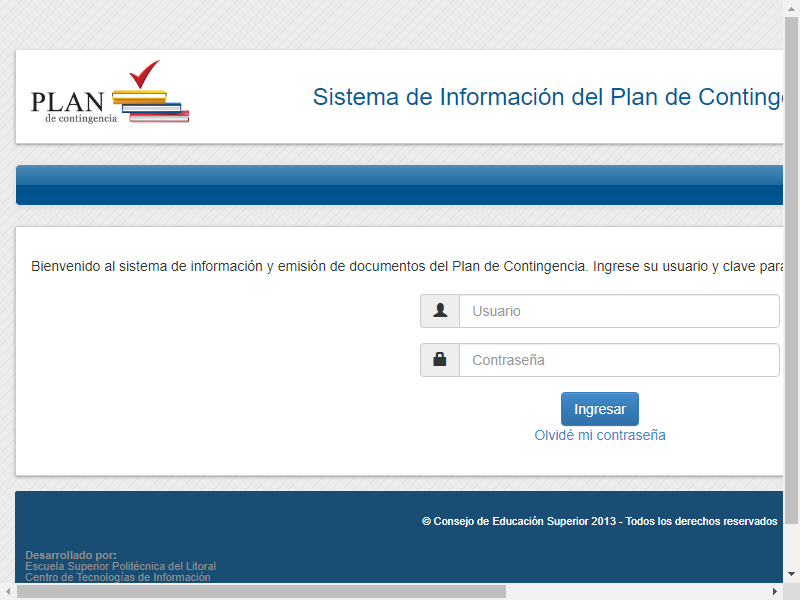 PLAN
de contingencia
Sistema de Información del Plan de Conting
Bienvenido al sistema de información y emisión de documentos del Plan de Contingencia. Ingrese su usuario y clave para
Usuario
Contraseña
Ingresar
Olvidé mi contraseña
© Consejo de Educación Superior 2013 - Todos los derechos reservados
Desarrollado por:
Escuela Superior Politécnica del Litoral
Centro de Tecnologías de Información